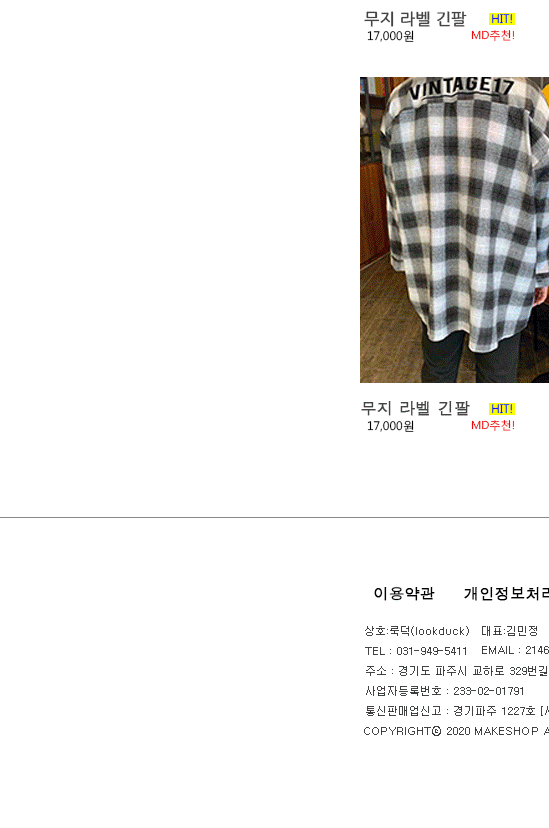 무지 라벨 긴팔 HIT!
17,000원 MD추천!
VINTAGE17
무지 라벨 긴팔 HIT!
17,000원 MD추천!
이용약관 개인정보처리
상호:룩덕(lookduck) 대표:김민정
TEL : 031-949-5411 EMAIL : 2146
주소 : 경기도 파주시 교하로 329번길
사업자등록번호 : 233-02-01791
통신판매업신고 : 경기파주 1227호 [
COPYRIGHTⓒ 2020 MAKESHOP A